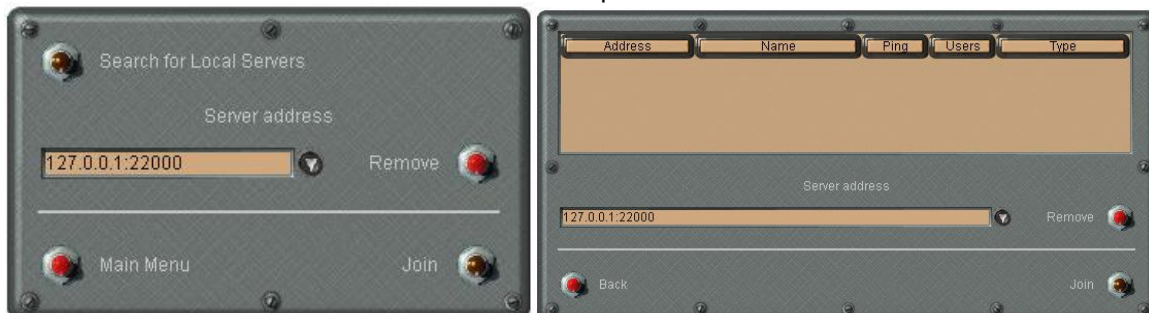 Search for Local Servers
Server address
127.0.0.1:22000
Remove
Main Menu
Join
Address Name Ping Users Type
Server address
127.0.0.1:22000
Remove
Back
Join